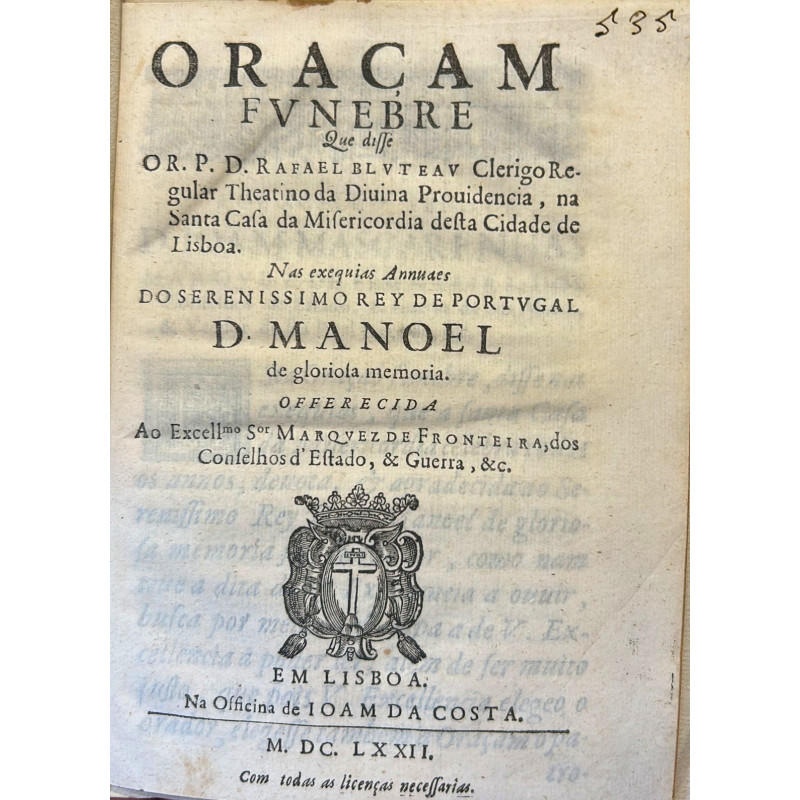 535
ORAÇAM
FVNEBRE
Que disse
O R. P. D. RAFAEL BLVTEAV Clerigo Re-
gular Theatino da Diuina Prouidencia, na
Santa Casa da Misericordia desta Cidade de
Lisboa.
Nas exequias Annuaes
DO SERENISSIMO REY DE PORTVGAL
D. MANOEL
de gloriosa memoria.
OFFERECIDA
Ao Excell.mo S.or MARQVEZ DE FRONTEIRA, dos
Conselhos d'Estado, & Guerra, &c.
EM LISBOA.
Na Officina de IOAM DA COSTA.
M. DC. LXXII.
Com todas as licenças necessarias.